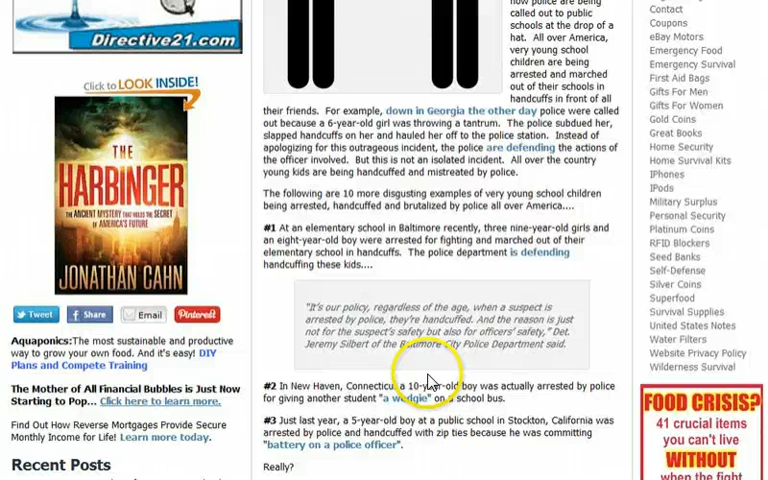 Directive21.com
Click to LOOK INSIDE!
THE
HARBINGER
THE ANCIENT MYSTERY THAT HOLDS THE SECRET
OF AMERICA'S FUTURE
JONATHAN CAHN
Tweet
Share
Email
Pinterest
Aquaponics:The most sustainable and productive
way to grow your own food. And it's easy! DIY
Plans and Compete Training
The Mother of All Financial Bubbles is Just Now
Starting to Pop... Click here to learn more.
Find Out How Reverse Mortgages Provide Secure
Monthly Income for Life! Learn more today.
Recent Posts
now police are being
called out to public
schools at the drop of a
hat. All over America,
very young school
children are being
arrested and marched
out of their schools in
handcuffs in front of all
their friends. For example, down in Georgia the other day police were called
out because a 6-year-old girl was throwing a tantrum. The police subdued her,
slapped handcuffs on her and hauled her off to the police station. Instead of
apologizing for this outrageous incident, the police are defending the actions of
the officer involved. But this is not an isolated incident. All over the country
young kids are being handcuffed and mistreated by police.
The following are 10 more disgusting examples of very young school children
being arrested, handcuffed and brutalized by police all over America....
#1 At an elementary school in Baltimore recently, three nine-year-old girls and
an eight-year-old boy were arrested for fighting and marched out of their
elementary school in handcuffs. The police department is defending
handcuffing these kids....
"It's our policy, regardless of the age, when a suspect is
arrested by police, they're handcuffed. And the reason is just
not for the suspect's safety but also for officers' safety," Det.
Jeremy Silbert of the Baltimore City Police Department said.
#2 In New Haven, Connecticut a 10-year-old boy was actually arrested by police
for giving another student "a wedgie" on a school bus.
#3 Just last year, a 5-year-old boy at a public school in Stockton, California was
arrested by police and handcuffed with zip ties because he was committing
"battery on a police officer".
Really?
Contact
Coupons
eBay Motors
Emergency Food
Emergency Survival
First Aid Bags
Gifts For Men
Gifts For Women
Gold Coins
Great Books
Home Security
Home Survival Kits
IPhones
IPods
Military Surplus
Personal Security
Platinum Coins
RFID Blockers
Seed Banks
Self-Defense
Silver Coins
Superfood
Survival Supplies
United States Notes
Water Filters
Website Privacy Policy
Wilderness Survival
FOOD CRISIS?
41 crucial items
you can't live
WITHOUT
when the fight